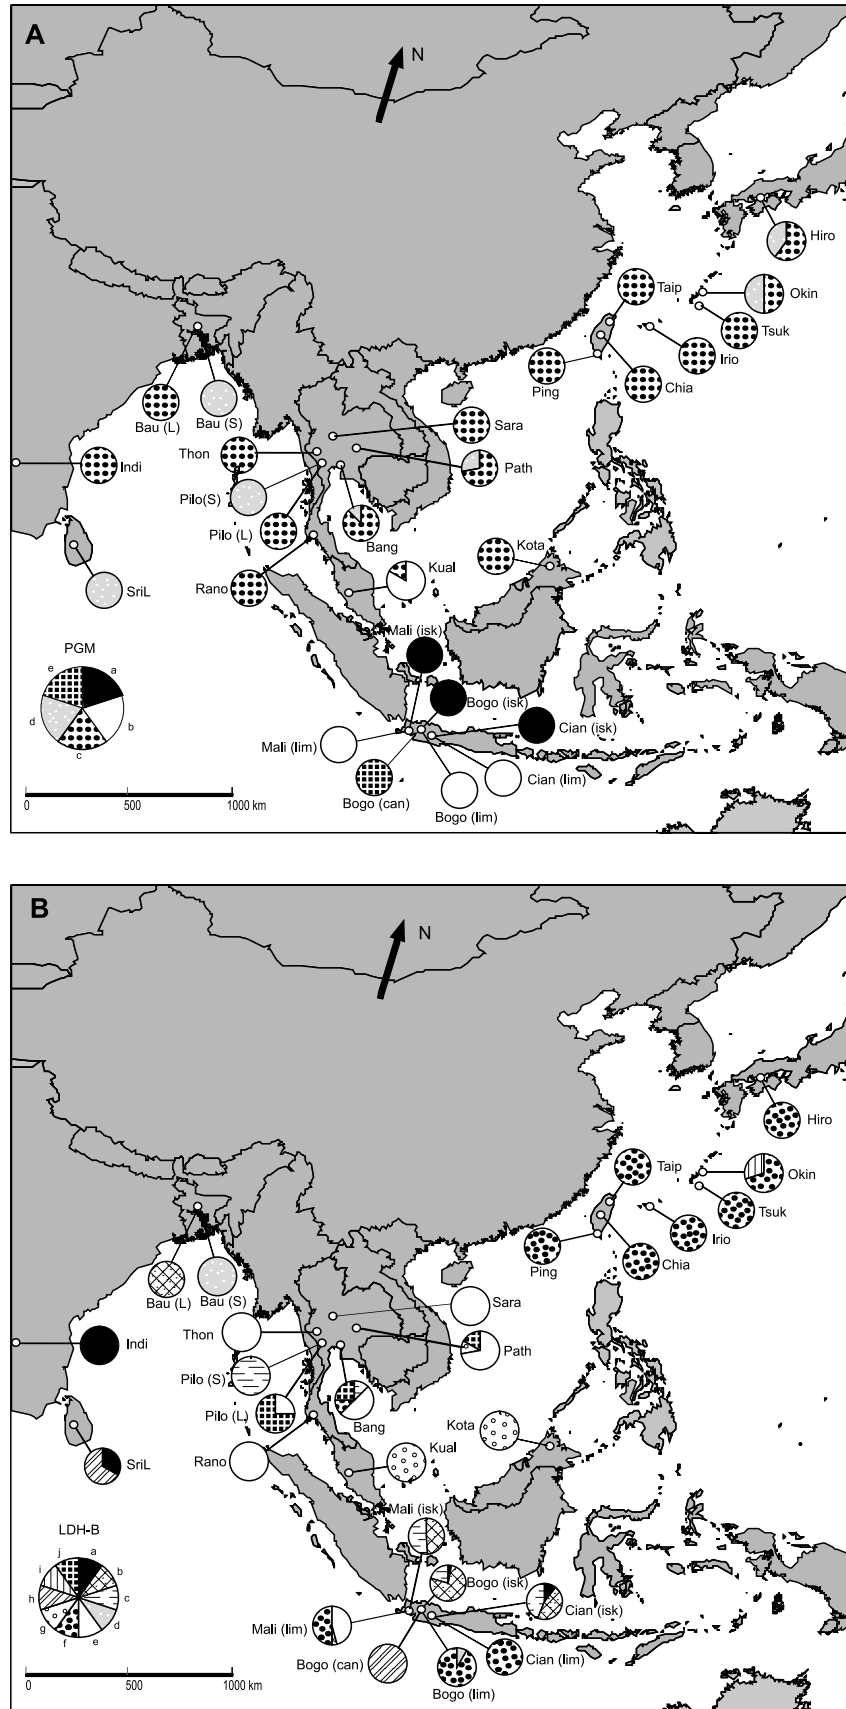 A
N
Hiro
Taip
Okin
Tsuk
Irio
Ping
Chia
Bau (L)
Bau (S)
Sara
Thon
Indi
Path
Pilo(S)
Pilo (L)
Bang
Kota
Kual
Rano
SriL
Mali (isk)
PGM
e
a
Bogo (isk)
d
b
Cian (isk)
Mali (lim)
c
Cian (lim)
Bogo (can)
Bogo (lim)
0 500 1000 km
B
N
Hiro
Taip
Okin
Tsuk
Irio
Ping
Chia
Bau (L)
Bau (S)
Sara
Thon
Indi
Path
Pilo (S)
Pilo (L)
Bang
Kota
Kual
Rano
SriL
Mali (isk)
LDH-B
j
a
i
b
Bogo (isk)
h
c
Cian (isk)
g
d
Mali (lim)
f
e
Cian (lim)
Bogo (can)
Bogo (lim)
0 500 1000 km